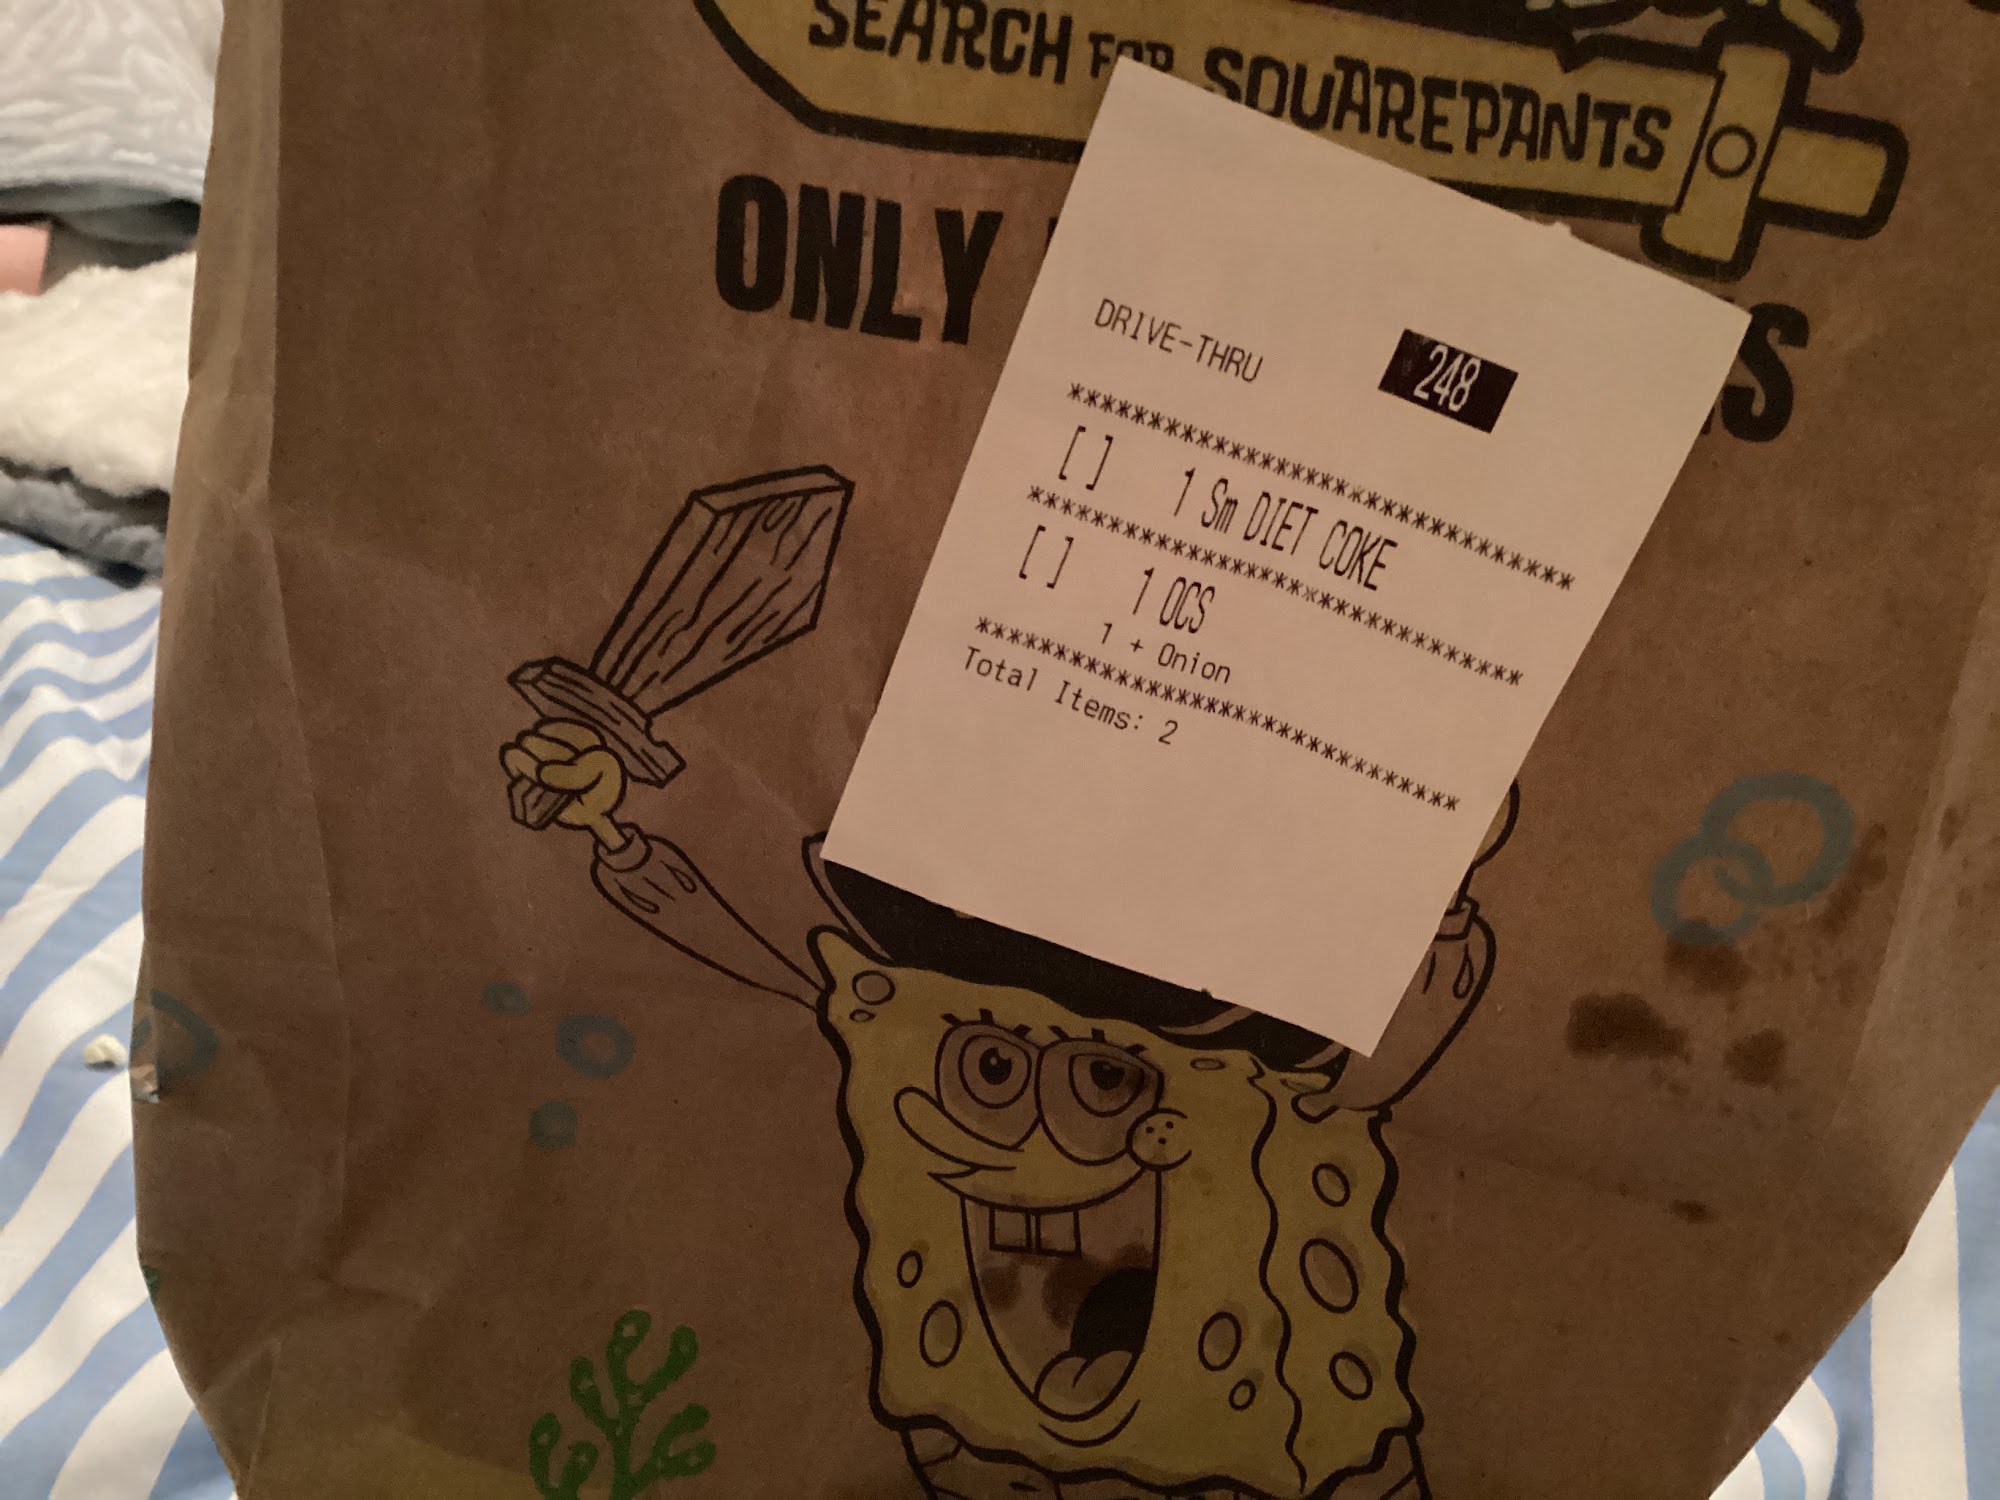 SEARCH FOR SQUAREPANTS
ONLY
DRIVE-THRU 248
****************************************
[ ] 1 Sm DIET COKE
****************************************
[ ] 1 OCS
1 + Onion
****************************************
Total Items: 2